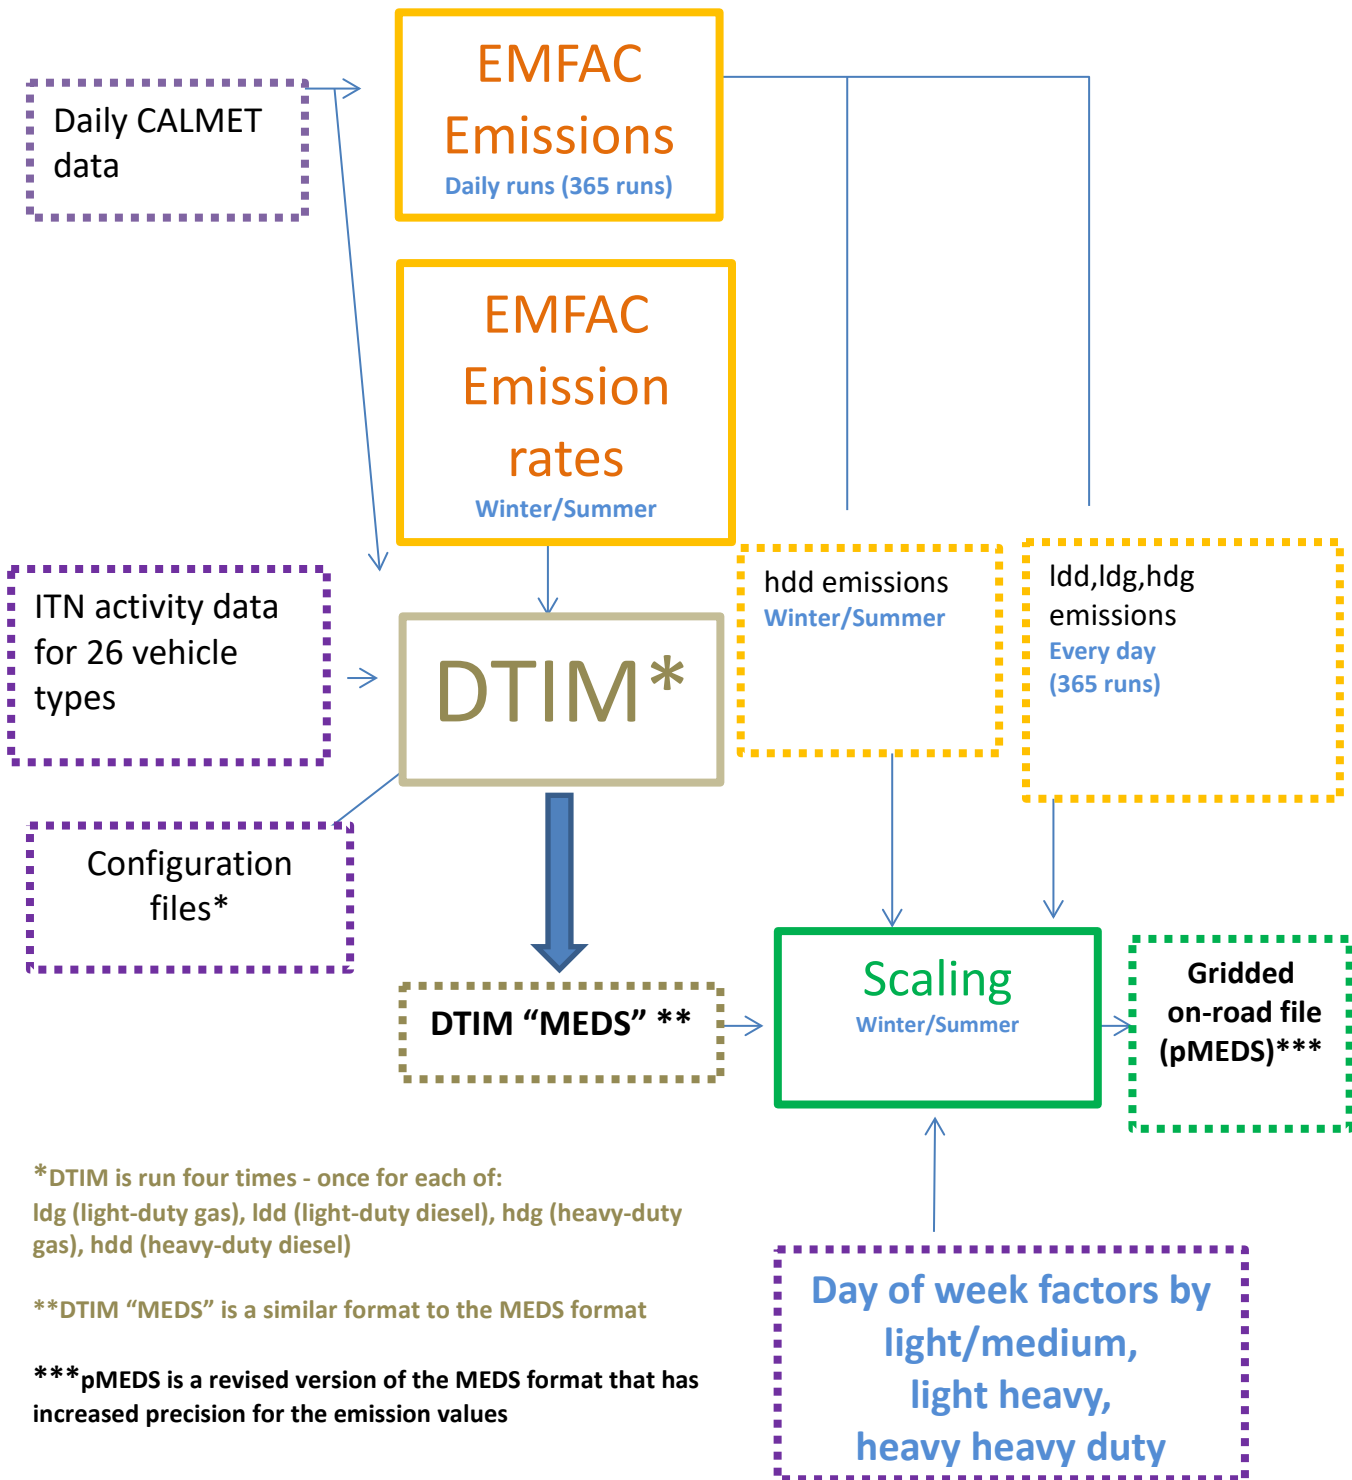 EMFAC
Emissions
Daily runs (365 runs)
Daily CALMET
data
EMFAC
Emission
rates
Winter/Summer
hdd emissions
Winter/Summer
ldd,ldg,hdg
emissions
Every day
(365 runs)
ITN activity data
for 26 vehicle
types
DTIM*
Configuration
files*
DTIM “MEDS” **
Scaling
Winter/Summer
Gridded
on-road file
(pMEDS)***
*DTIM is run four times - once for each of:
ldg (light-duty gas), ldd (light-duty diesel), hdg (heavy-duty
gas), hdd (heavy-duty diesel)
**DTIM “MEDS” is a similar format to the MEDS format
***pMEDS is a revised version of the MEDS format that has
increased precision for the emission values
Day of week factors by
light/medium,
light heavy,
heavy heavy duty